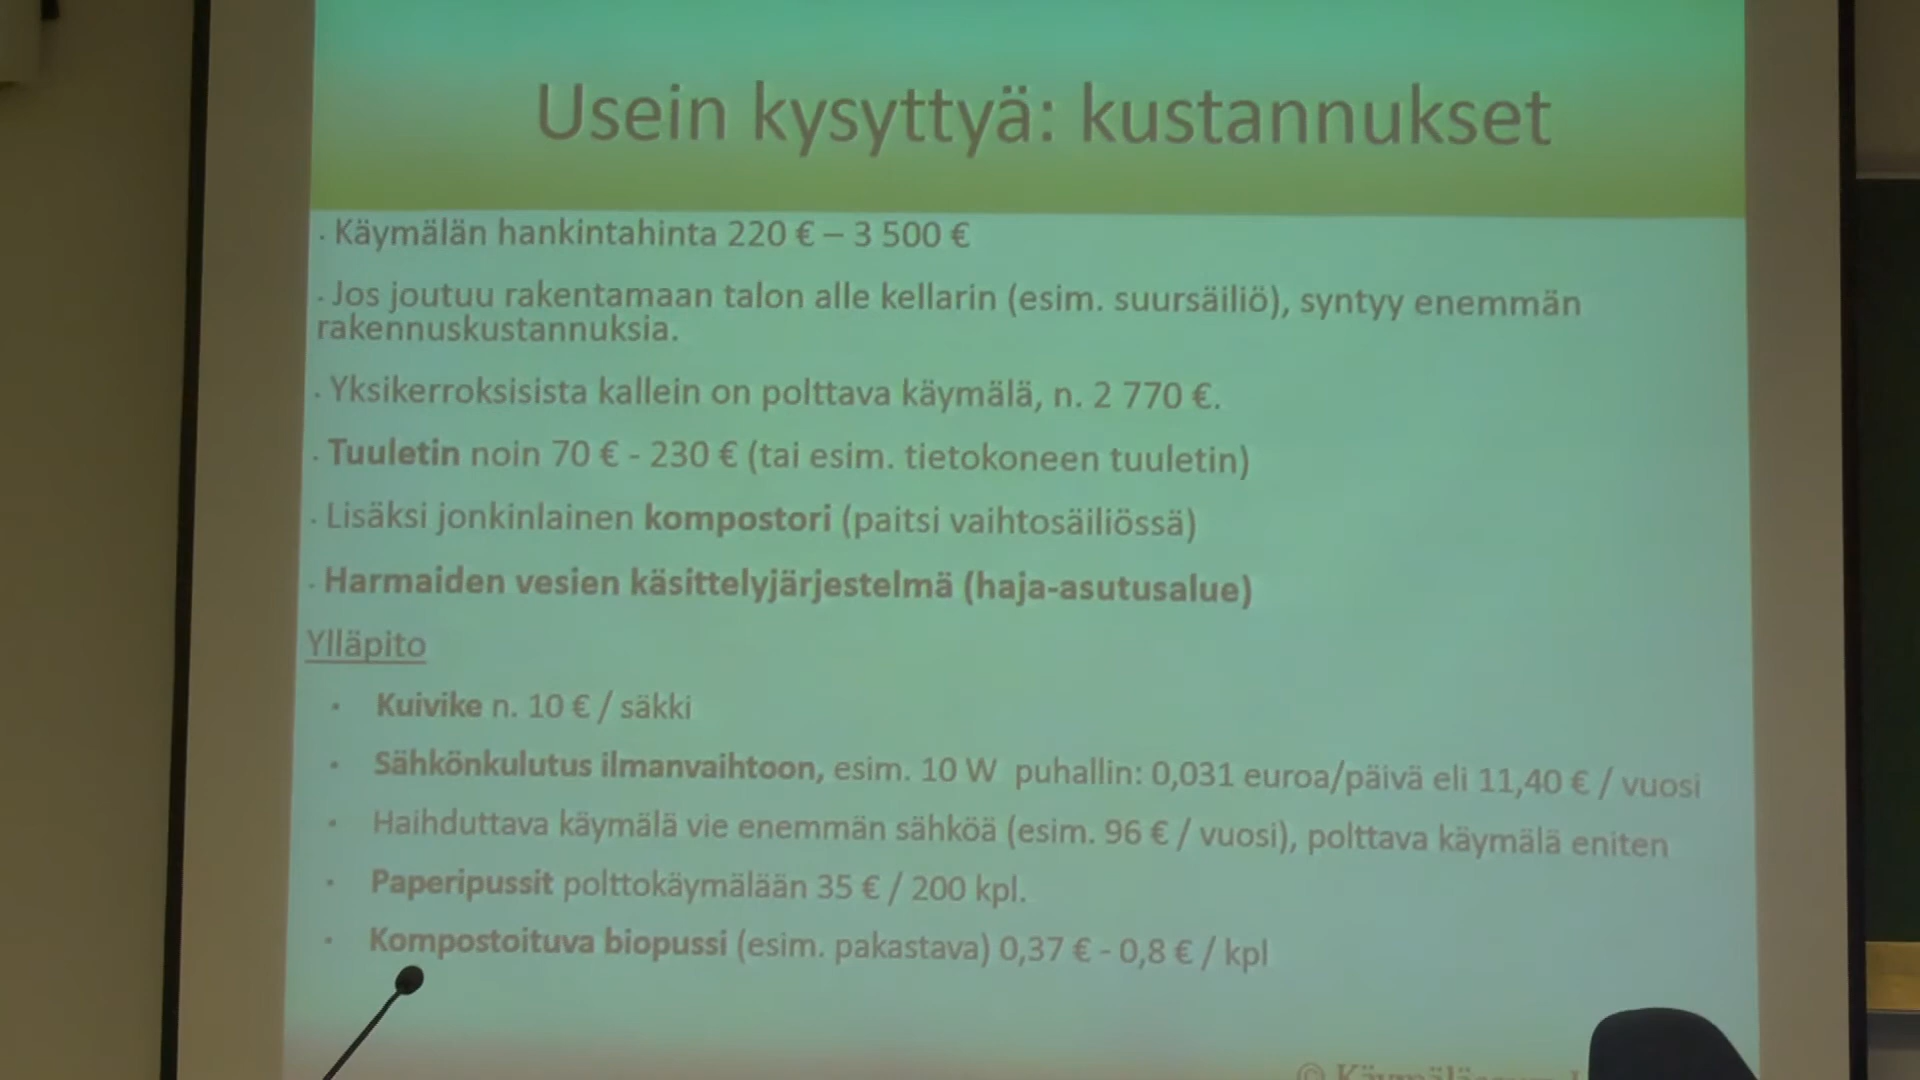 Usein kysyttyä: kustannukset
· Käymälän hankintahinta 220 € – 3 500 €
· Jos joutuu rakentamaan talon alle kellarin (esim. suursäiliö), syntyy enemmän
rakennuskustannuksia.
· Yksikerroksisista kallein on polttava käymälä, n. 2 770 €.
· Tuuletin noin 70 € - 230 € (tai esim. tietokoneen tuuletin)
· Lisäksi jonkinlainen kompostori (paitsi vaihtosäiliössä)
· Harmaiden vesien käsittelyjärjestelmä (haja-asutusalue)
Ylläpito
• Kuivike n. 10 € / säkki
• Sähkönkulutus ilmanvaihtoon, esim. 10 W puhallin: 0,031 euroa/päivä eli 11,40 € / vuosi
• Haihduttava käymälä vie enemmän sähköä (esim. 96 € / vuosi), polttava käymälä eniten
• Paperipussit polttokäymälään 35 € / 200 kpl.
• Kompostoituva biopussi (esim. pakastava) 0,37 € - 0,8 € / kpl
©